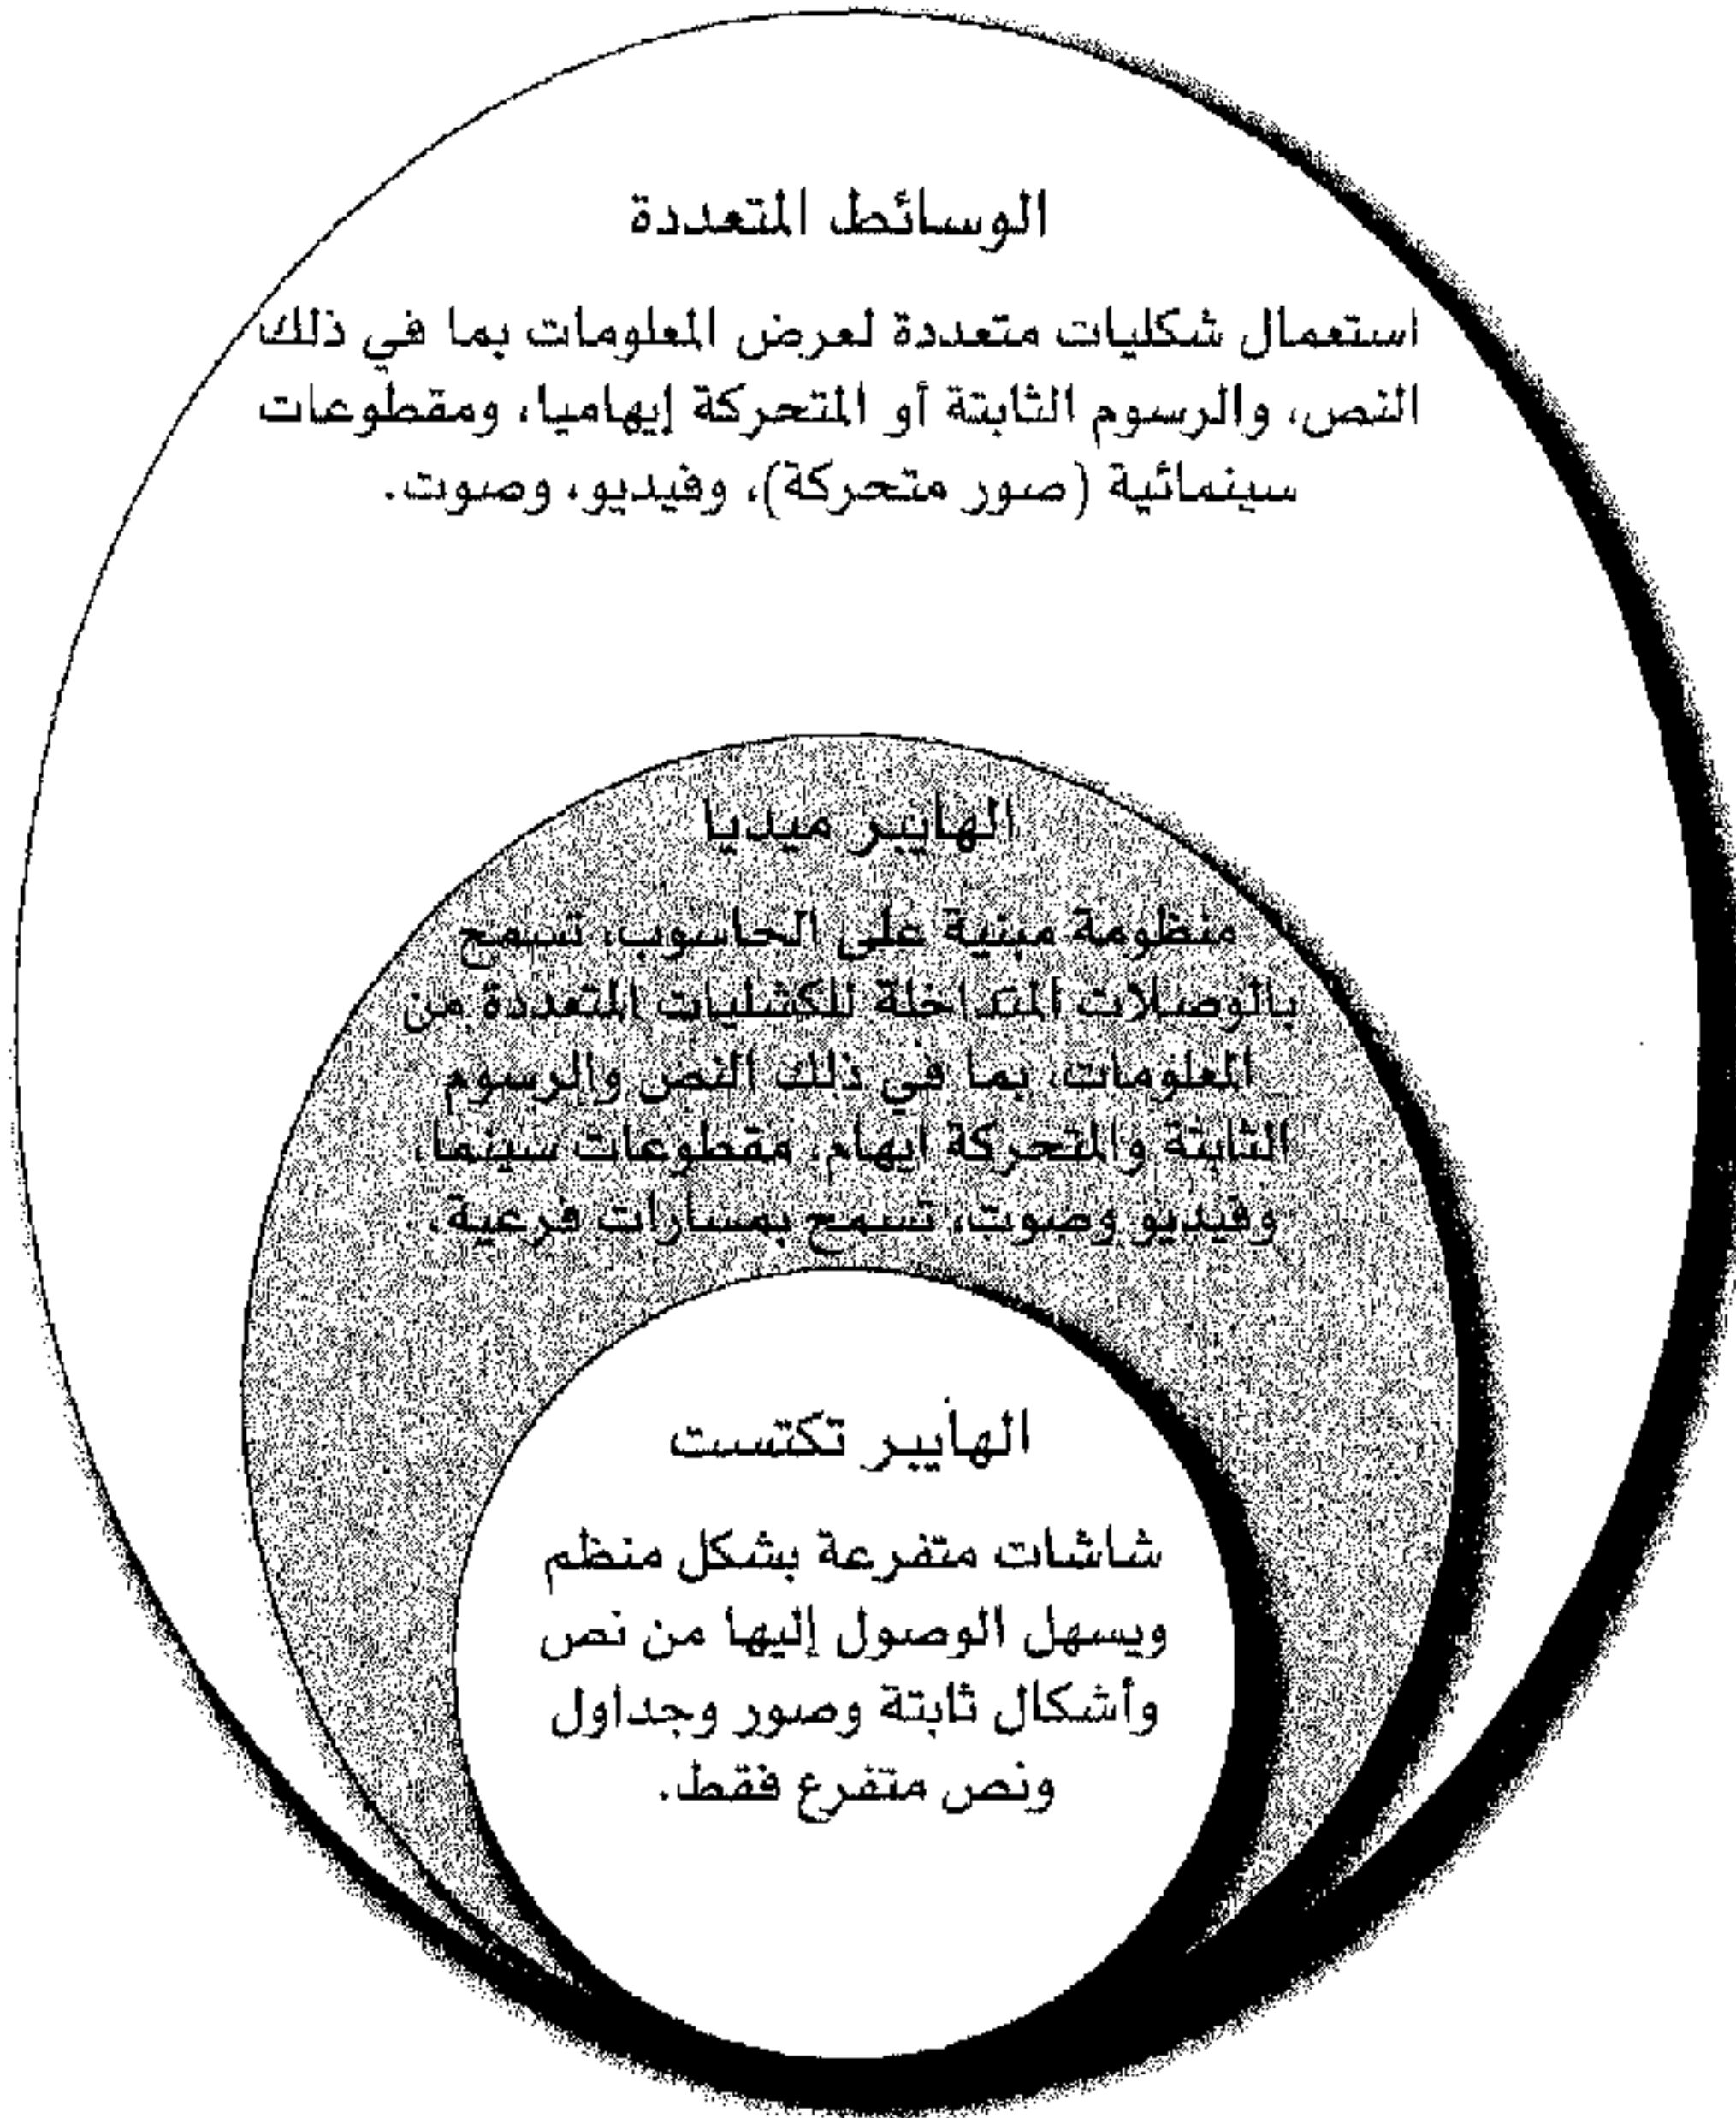 الوسائط المتعددة
استعمال شكليات متعددة لعرض المعلومات بما في ذلك
النص، والرسوم الثابتة أو المتحركة إيهاميا، ومقطوعات
سينمائية (صور متحركة)، وفيديو، وصوت.
الهايبر ميديا
منظومة مبنية على الحاسوب، تسمح
بالوصلات المتداخلة للكشليات المتعددة من
المعلومات، بما في ذلك النص والرسوم
الثابتة والمتحركة ايهام، مقطوعات سينما،
وفيديو وصوت، تسمح بمسارات فرعية.
الهايير تكتست
شاشات متفرعة بشكل منظم
ويسهل الوصول إليها من نص
وأشكال ثابتة وصور وجداول
ونص متفرع فقط.